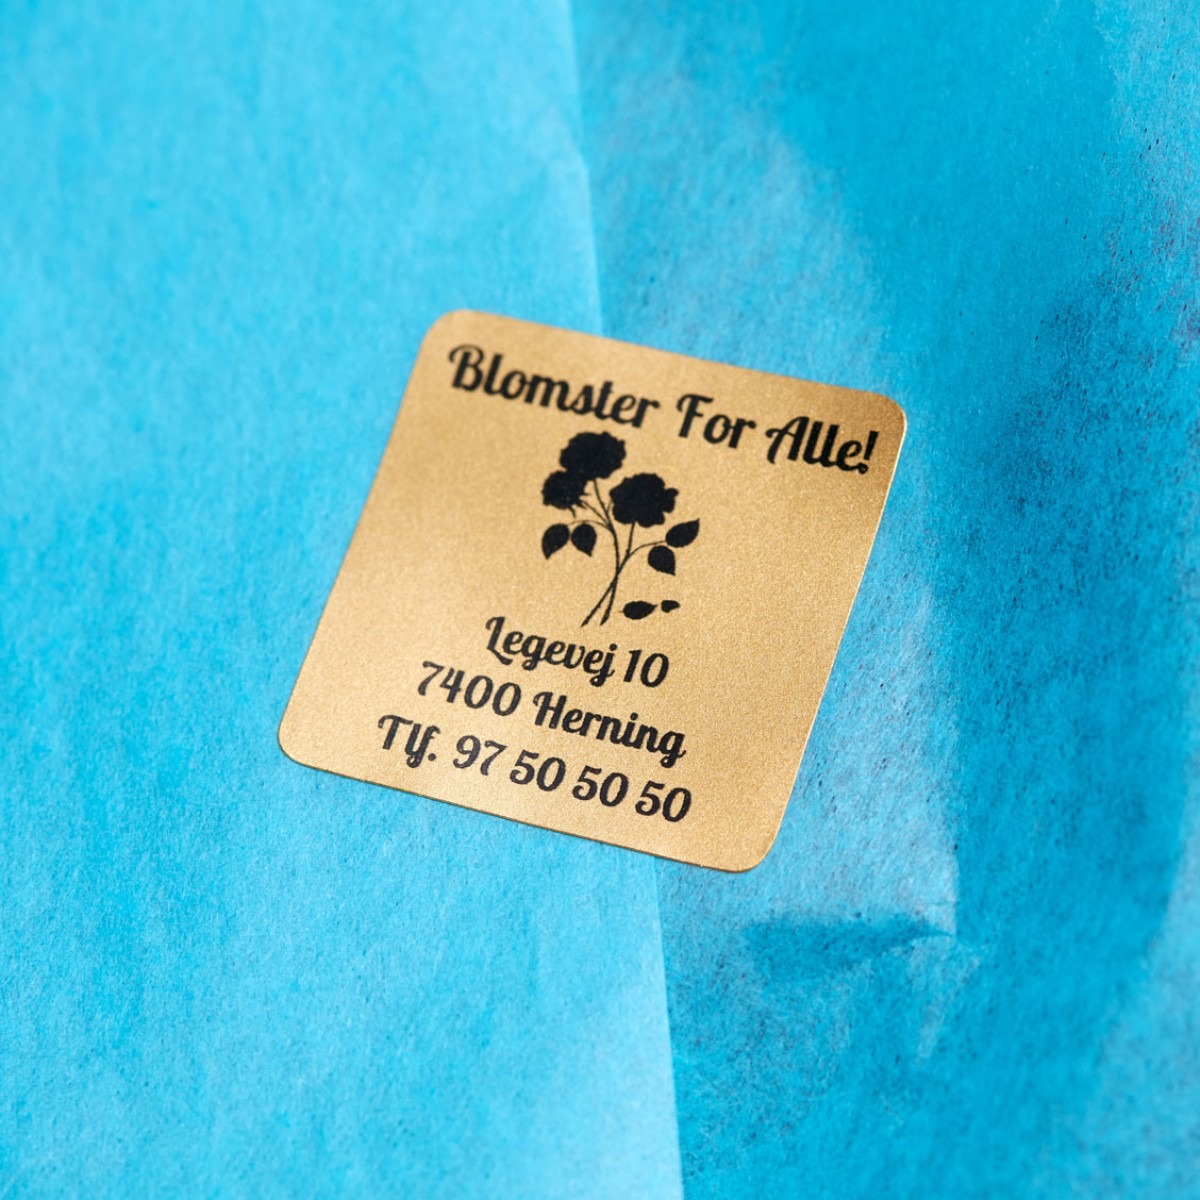 Blomster For Alle!
Legevej 10
7400 Herning
Tlf. 97 50 50 50